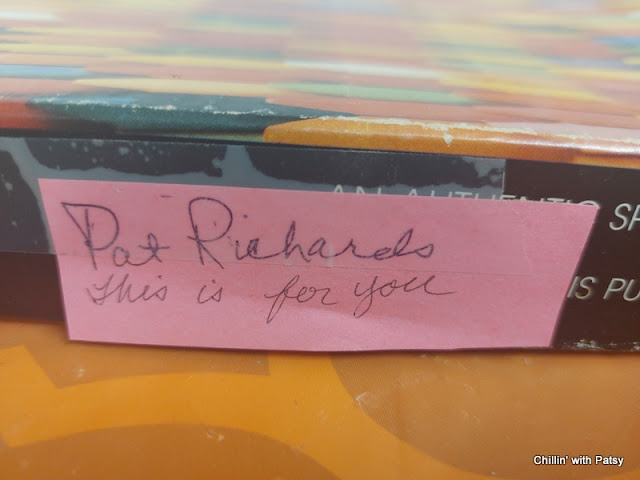 AN AUTHENTIC SP
Pat Richards
This is for you
IS PU
Chillin' with Patsy